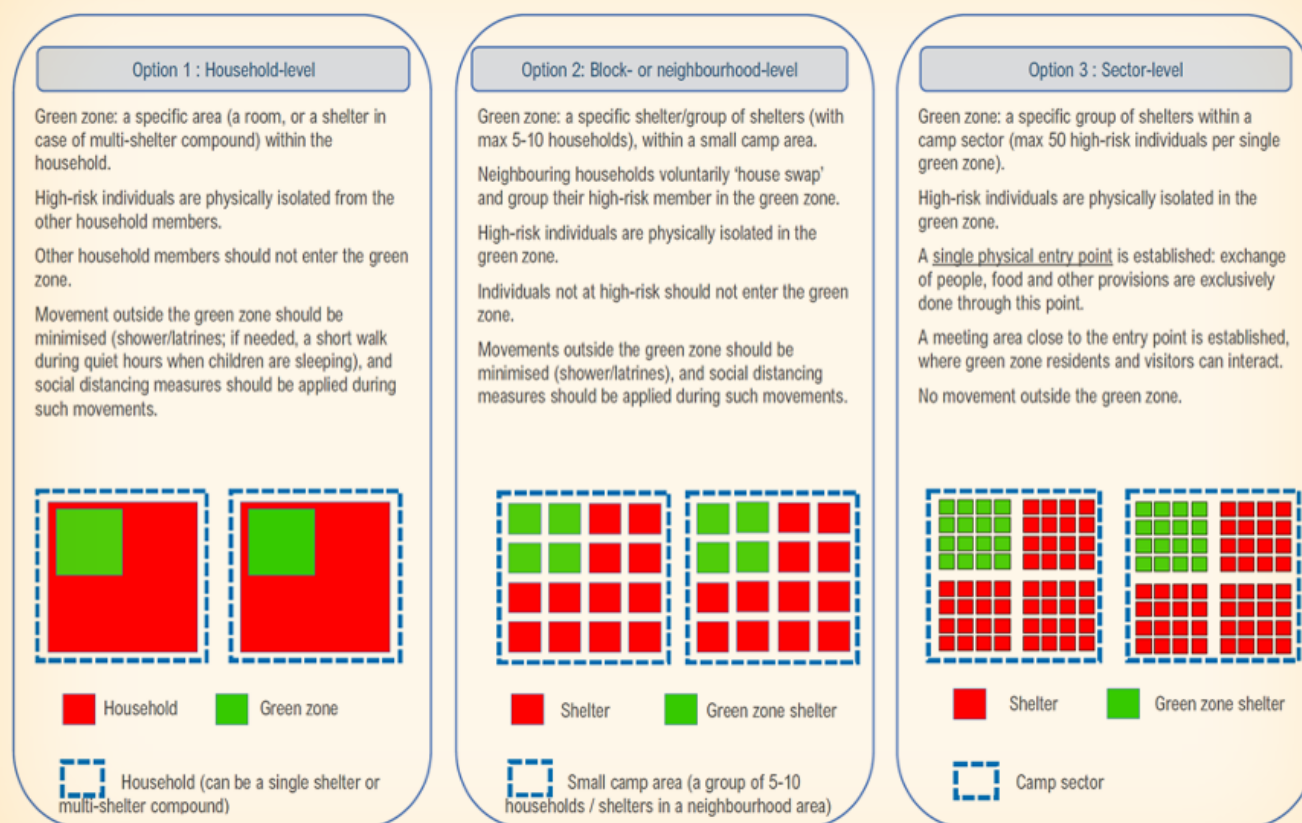 Option 1 : Household-level
Green zone: a specific area (a room, or a shelter in
case of multi-shelter compound) within the
household.
High-risk individuals are physically isolated from the
other household members.
Other household members should not enter the green
zone.
Movement outside the green zone should be
minimised (shower/latrines; if needed, a short walk
during quiet hours when children are sleeping), and
social distancing measures should be applied during
such movements.
Household
Green zone
Household (can be a single shelter or
multi-shelter compound)
Option 2: Block- or neighbourhood-level
Green zone: a specific shelter/group of shelters (with
max 5-10 households), within a small camp area.
Neighbouring households voluntarily ‘house swap’
and group their high-risk member in the green zone.
High-risk individuals are physically isolated in the
green zone.
Individuals not at high-risk should not enter the green
zone.
Movements outside the green zone should be
minimised (shower/latrines), and social distancing
measures should be applied during such movements.
Shelter
Green zone shelter
Small camp area (a group of 5-10
households / shelters in a neighbourhood area)
Option 3 : Sector-level
Green zone: a specific group of shelters within a
camp sector (max 50 high-risk individuals per single
green zone).
High-risk individuals are physically isolated in the
green zone.
A single physical entry point is established: exchange
of people, food and other provisions are exclusively
done through this point.
A meeting area close to the entry point is established,
where green zone residents and visitors can interact.
No movement outside the green zone.
Shelter
Green zone shelter
Camp sector